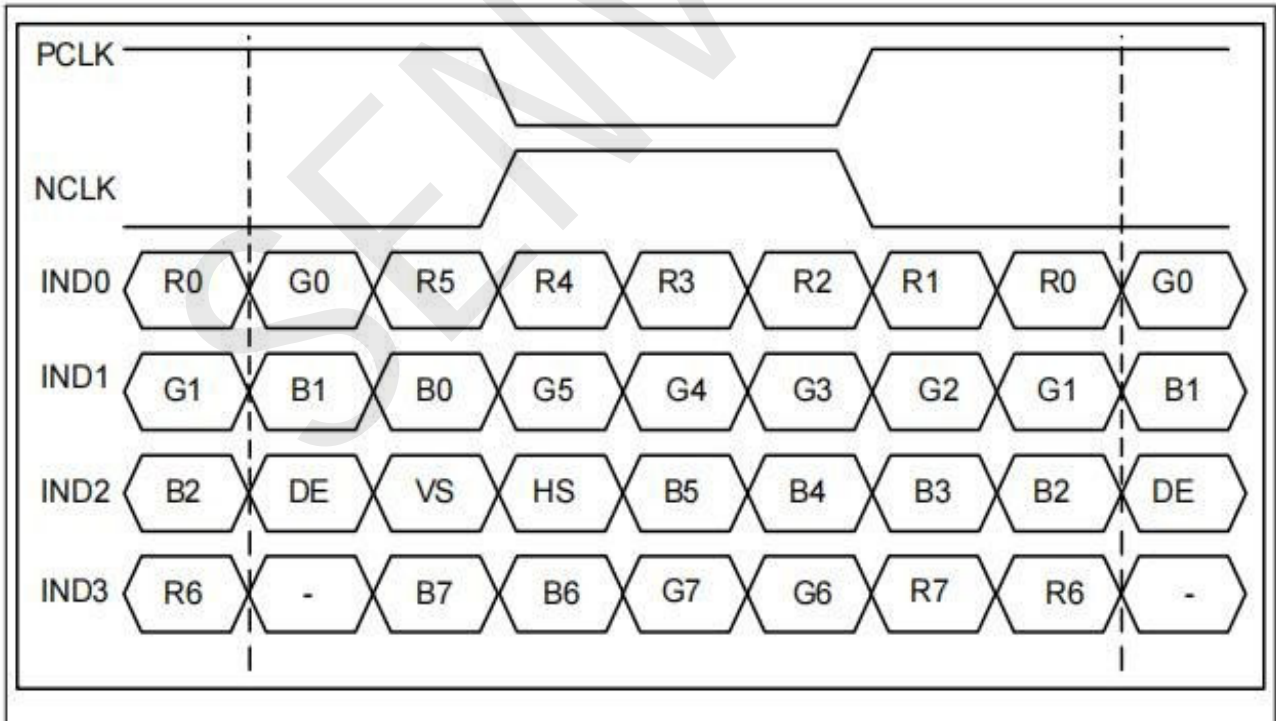 PCLK
NCLK
IND0 R0 G0 R5 R4 R3 R2 R1 R0 G0
IND1 G1 B1 B0 G5 G4 G3 G2 G1 B1
IND2 B2 DE VS HS B5 B4 B3 B2 DE
IND3 R6 - B7 B6 G7 G6 R7 R6 -